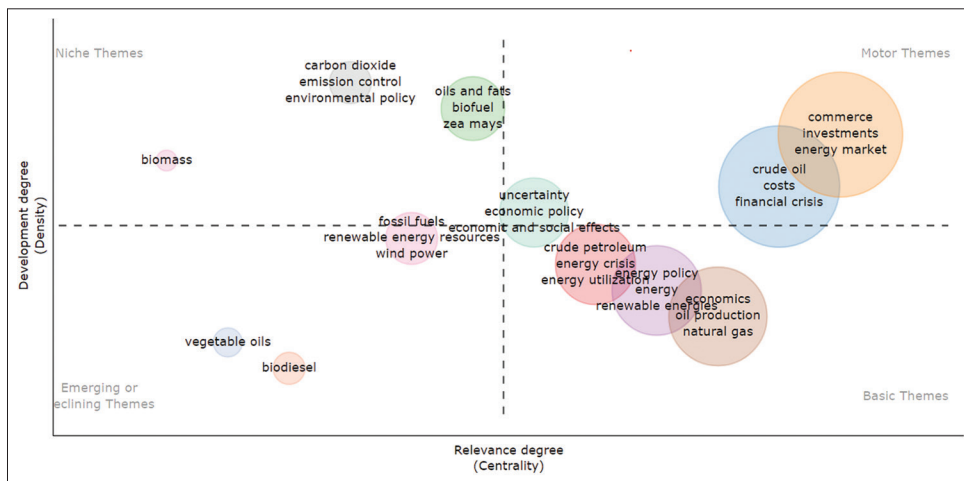 Niche Themes
Motor Themes
carbon dioxide
emission control
environmental policy
oils and fats
biofuel
zea mays
commerce
investments
energy market
biomass
crude oil
costs
financial crisis
uncertainty
economic policy
economic and social effects
fossil fuels
renewable energy resources
wind power
crude petroleum
energy crisis
energy utilization
energy policy
energy
renewable energies
economics
oil production
natural gas
vegetable oils
biodiesel
Emerging or
eclining Themes
Basic Themes
Development degree
(Density)
Relevance degree
(Centrality)